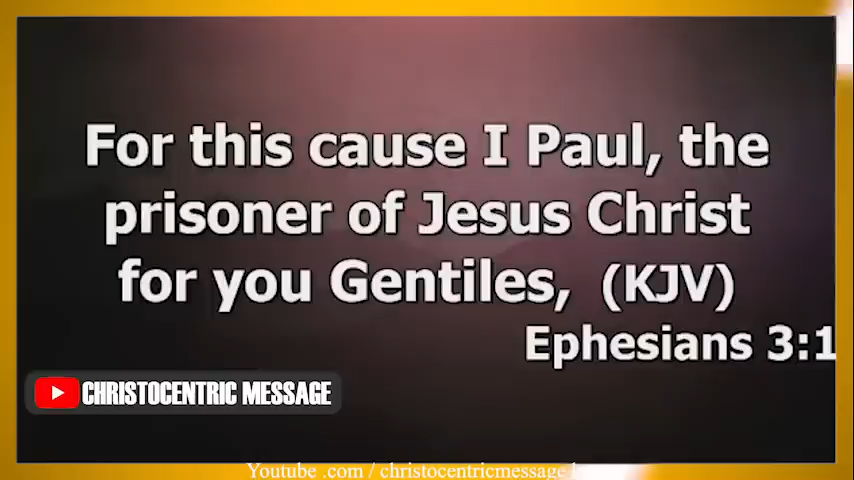 For this cause I Paul, the
prisoner of Jesus Christ
for you Gentiles, (KJV)
Ephesians 3:1
CHRISTOCENTRIC MESSAGE
Youtube .com / christocentricmessage